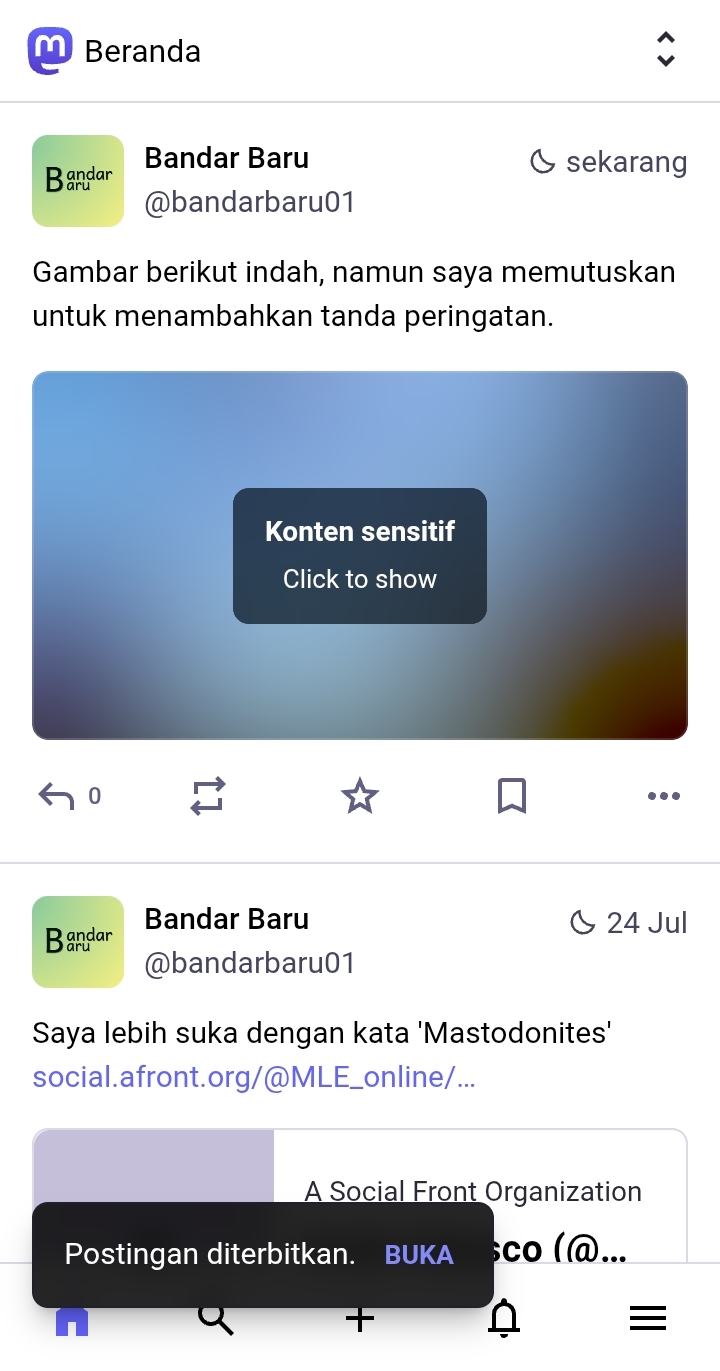 Beranda
Bandar Baru
sekarang
@bandarbaru01
Gambar berikut indah, namun saya memutuskan
untuk menambahkan tanda peringatan.
Konten sensitif
Click to show
0
Bandar Baru
24 Jul
@bandarbaru01
Saya lebih suka dengan kata 'Mastodonites'
social.afront.org/@MLE_online/…
A Social Front Organization
sco (@…
Postingan diterbitkan. BUKA